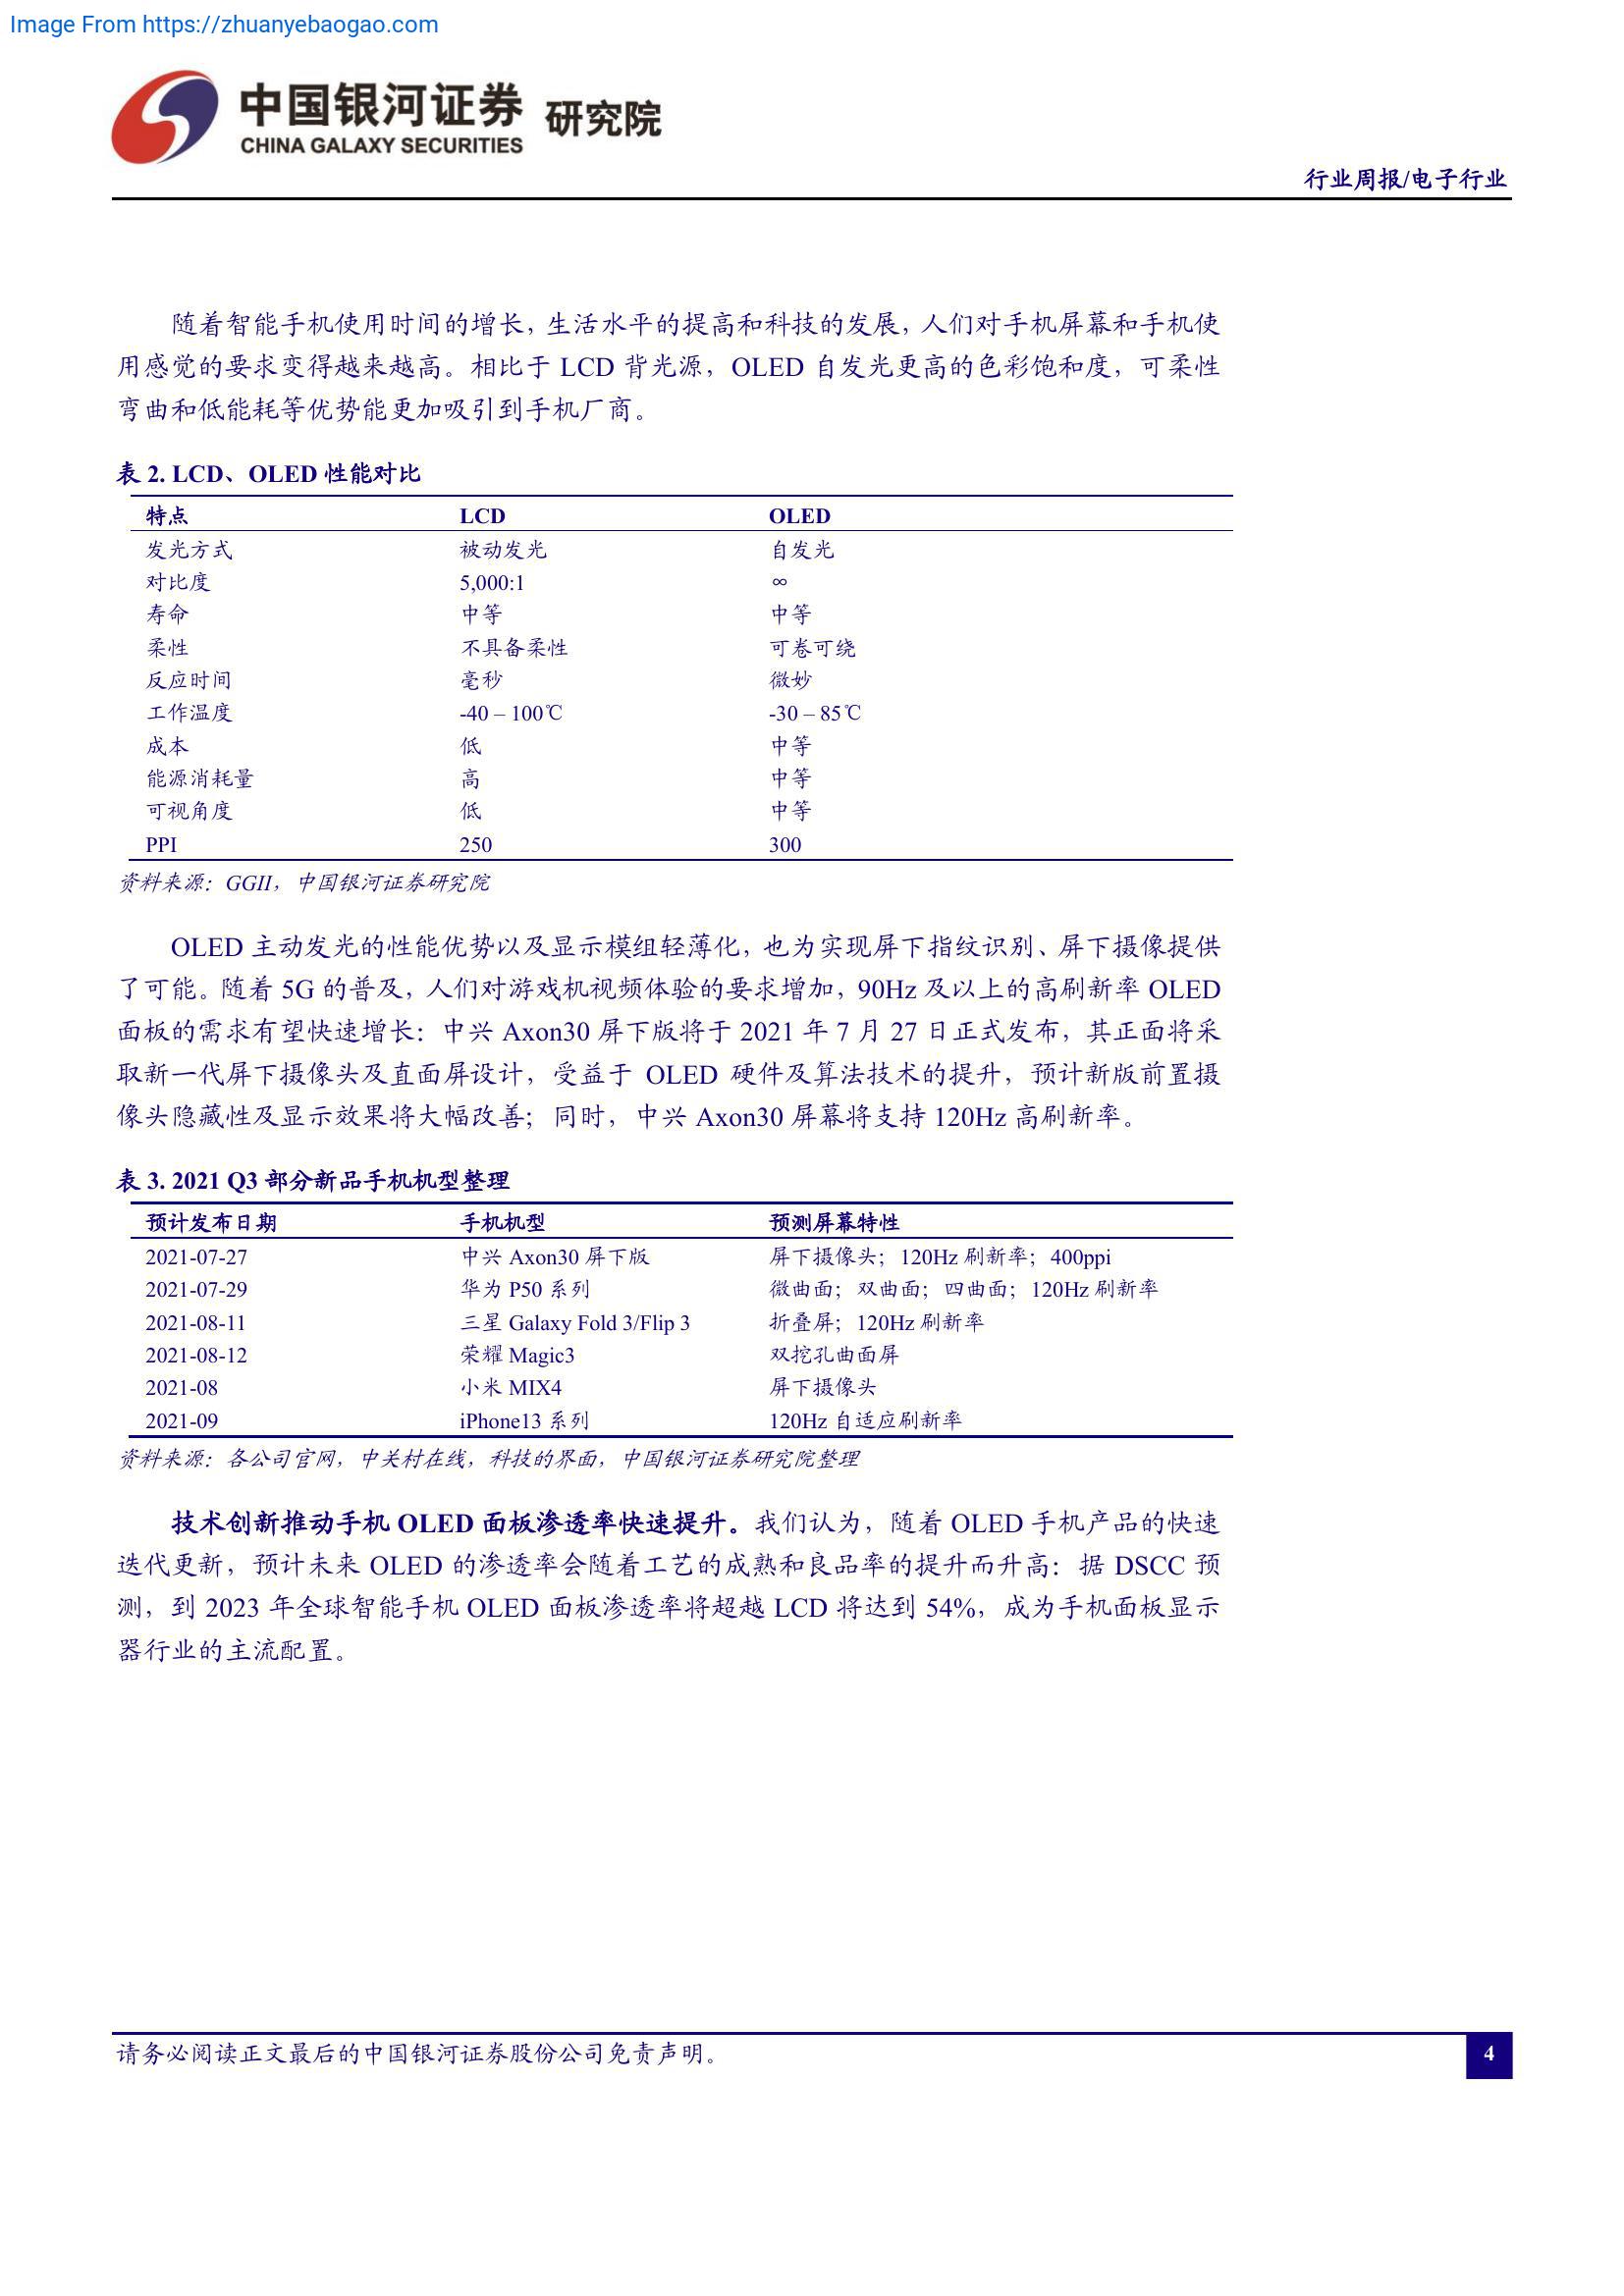 Image From https://zhuanyebaogao.com
中国银河证券 研究院
CHINA GALAXY SECURITIES
行业周报/电子行业
随着智能手机使用时间的增长，生活水平的提高和科技的发展，人们对手机屏幕和手机使
用感觉的要求变得越来越高。相比于 LCD 背光源，OLED 自发光更高的色彩饱和度，可柔性
弯曲和低能耗等优势能更加吸引到手机厂商。
表 2. LCD、OLED 性能对比
特点 LCD OLED
发光方式 被动发光 自发光
对比度 5,000:1 ∞
寿命 中等 中等
柔性 不具备柔性 可卷可绕
反应时间 毫秒 微妙
工作温度 -40 – 100℃ -30 – 85℃
成本 低 中等
能源消耗量 高 中等
可视角度 低 中等
PPI 250 300
资料来源：GGII，中国银河证券研究院
OLED 主动发光的性能优势以及显示模组轻薄化，也为实现屏下指纹识别、屏下摄像提供
了可能。随着 5G 的普及，人们对游戏机视频体验的要求增加，90Hz 及以上的高刷新率 OLED
面板的需求有望快速增长：中兴 Axon30 屏下版将于 2021 年 7 月 27 日正式发布，其正面将采
取新一代屏下摄像头及直面屏设计，受益于 OLED 硬件及算法技术的提升，预计新版前置摄
像头隐藏性及显示效果将大幅改善；同时，中兴 Axon30 屏幕将支持 120Hz 高刷新率。
表 3. 2021 Q3 部分新品手机机型整理
预计发布日期 手机机型 预测屏幕特性
2021-07-27 中兴 Axon30 屏下版 屏下摄像头；120Hz 刷新率；400ppi
2021-07-29 华为 P50 系列 微曲面；双曲面；四曲面；120Hz 刷新率
2021-08-11 三星 Galaxy Fold 3/Flip 3 折叠屏；120Hz 刷新率
2021-08-12 荣耀 Magic3 双挖孔曲面屏
2021-08 小米 MIX4 屏下摄像头
2021-09 iPhone13 系列 120Hz 自适应刷新率
资料来源：各公司官网，中关村在线，科技的界面，中国银河证券研究院整理
技术创新推动手机 OLED 面板渗透率快速提升。我们认为，随着 OLED 手机产品的快速
迭代更新，预计未来 OLED 的渗透率会随着工艺的成熟和良品率的提升而升高：据 DSCC 预
测，到 2023 年全球智能手机 OLED 面板渗透率将超越 LCD 将达到 54%，成为手机面板显示
器行业的主流配置。
请务必阅读正文最后的中国银河证券股份公司免责声明。
4